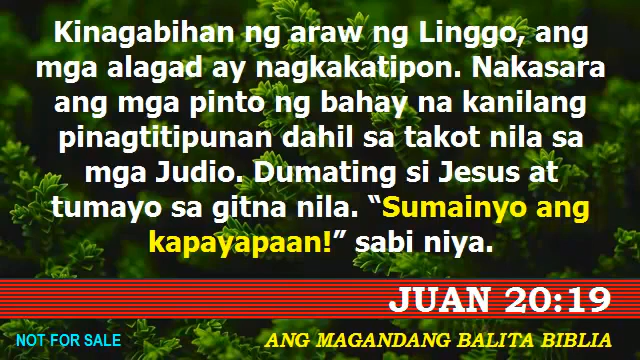 Kinagabihan ng araw ng Linggo, ang
mga alagad ay nagkakatipon. Nakasara
ang mga pinto ng bahay na kanilang
pinagtitipunan dahil sa takot nila sa
mga Judio. Dumating si Jesus at
tumayo sa gitna nila. “Sumainyo ang
kapayapaan!” sabi niya.
JUAN 20:19
NOT FOR SALE
ANG MAGANDANG BALITA BIBLIA